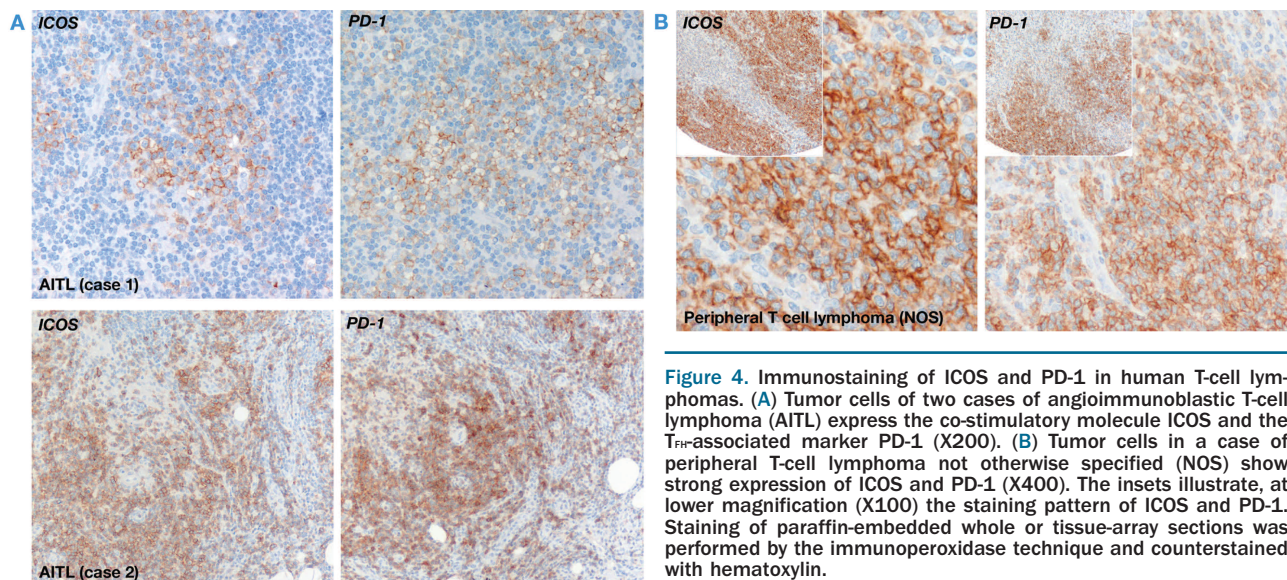 A
ICOS
PD-1
AITL (case 1)
ICOS
PD-1
AITL (case 2)
B
ICOS
PD-1
Peripheral T cell lymphoma (NOS)
Figure 4. Immunostaining of ICOS and PD-1 in human T-cell lym-
phomas. (A) Tumor cells of two cases of angioimmunoblastic T-cell
lymphoma (AITL) express the co-stimulatory molecule ICOS and the
TFH-associated marker PD-1 (X200). (B) Tumor cells in a case of
peripheral T-cell lymphoma not otherwise specified (NOS) show
strong expression of ICOS and PD-1 (X400). The insets illustrate, at
lower magnification (X100) the staining pattern of ICOS and PD-1.
Staining of paraffin-embedded whole or tissue-array sections was
performed by the immunoperoxidase technique and counterstained
with hematoxylin.